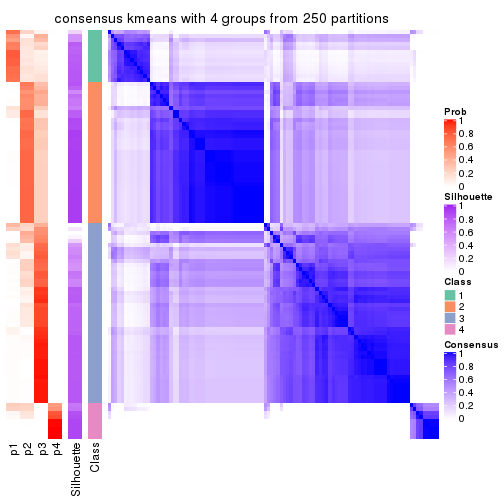 consensus kmeans with 4 groups from 250 partitions
Prob
1
0.8
0.6
0.4
0.2
0
Silhouette
1
0.8
0.6
0.4
0.2
0
Class
1
2
3
4
Consensus
1
0.8
0.6
0.4
0.2
0
p1
p2
p3
p4
Silhouette
Class